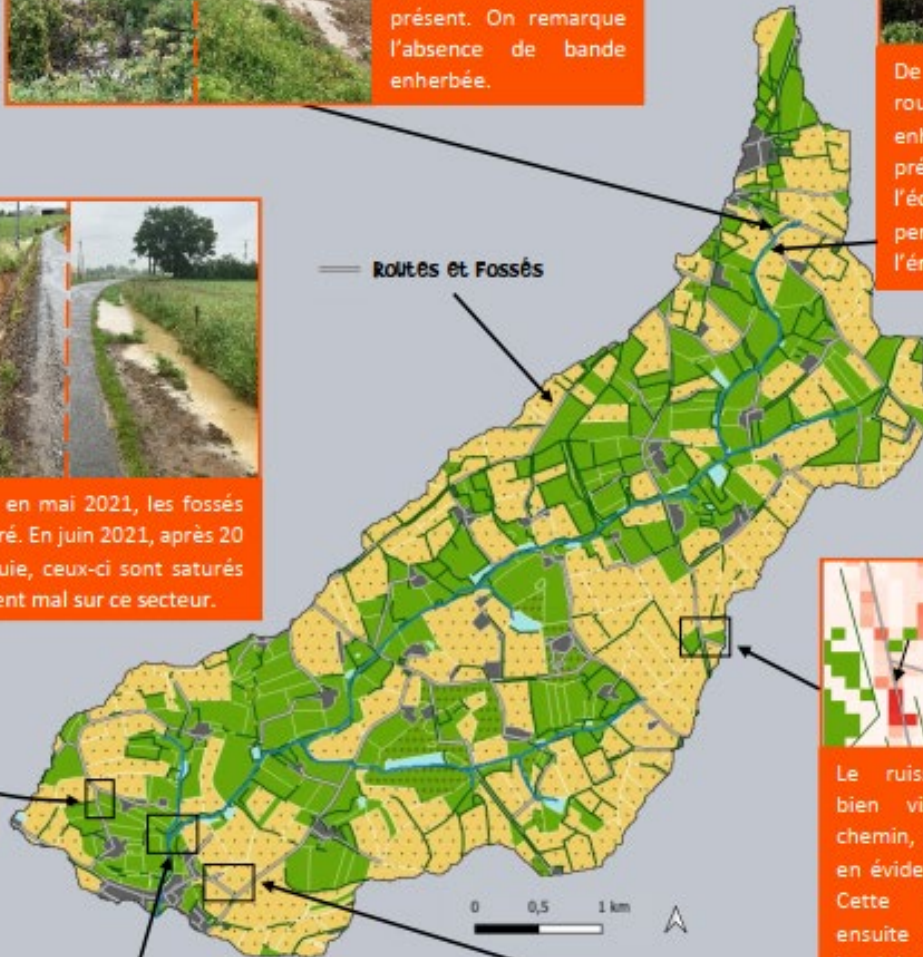 présent. On remarque
l'absence de bande
enherbée.
De
l'éc
Routes et Fossés
en mai 2021, les fossés
ré. En juin 2021, après 20
uie, ceux-ci sont saturés
ent mal sur ce secteur.
Le ruis
bien vi
chemin,
en évide
Cette
ensuite
0 0,5 1 km